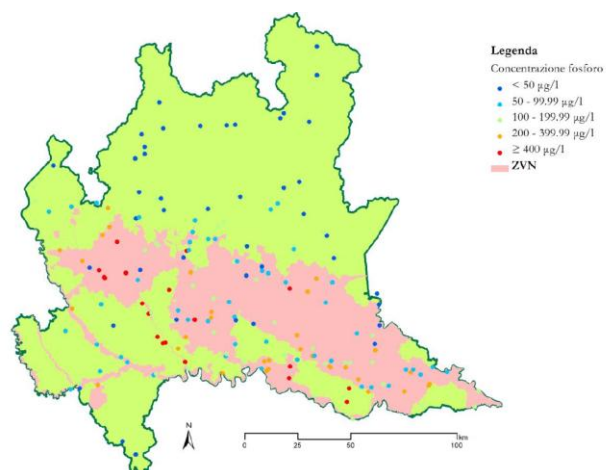 Legenda
Concentrazione fosforo
< 50 µg/l
50 - 99.99 µg/l
100 - 199.99 µg/l
200 - 399.99 µg/l
≥ 400 µg/l
ZVN
N
0 25 50 100
km